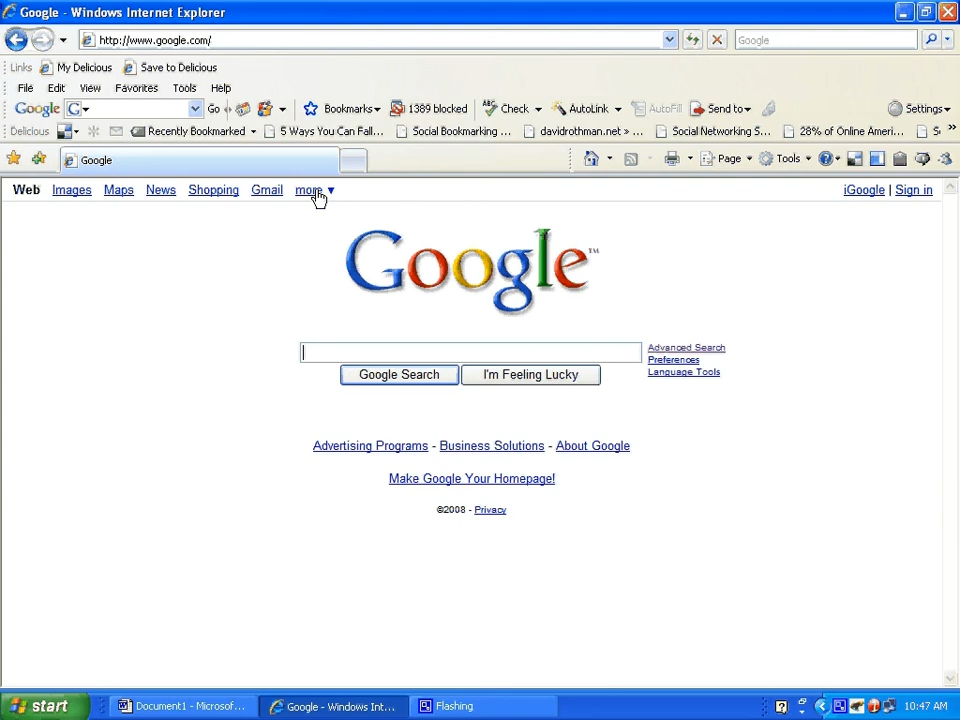 Google - Windows Internet Explorer
http://www.google.com/
Google
Links My Delicious Save to Delicious
File Edit View Favorites Tools Help
Google Go Bookmarks 1389 blocked Check AutoLink AutoFill Send to Settings
Delicious Recently Bookmarked 5 Ways You Can Fall... Social Bookmarking ... davidrothman.net » ... Social Networking S... 28% of Online Ameri... S
Google Page Tools
Web Images Maps News Shopping Gmail more iGoogle | Sign in
Google™
Advanced Search
Preferences
Language Tools
Google Search I'm Feeling Lucky
Advertising Programs - Business Solutions - About Google
Make Google Your Homepage!
©2008 - Privacy
start Document1 - Microsof... Google - Windows Int... Flashing 10:47 AM